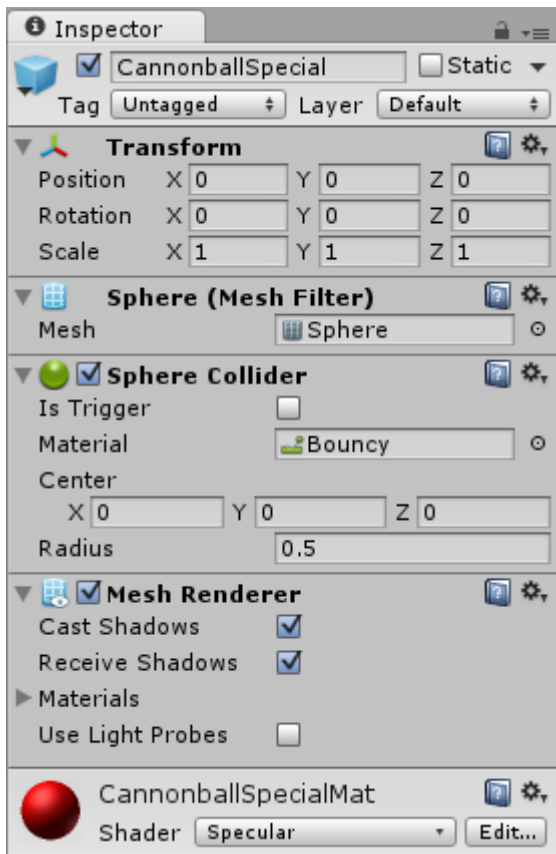 Inspector
CannonballSpecial Static
Tag Untagged Layer Default
Transform
Position X 0 Y 0 Z 0
Rotation X 0 Y 0 Z 0
Scale X 1 Y 1 Z 1
Sphere (Mesh Filter)
Mesh Sphere
Sphere Collider
Is Trigger
Material Bouncy
Center
X 0 Y 0 Z 0
Radius 0.5
Mesh Renderer
Cast Shadows
Receive Shadows
Materials
Use Light Probes
CannonballSpecialMat
Shader Specular Edit...